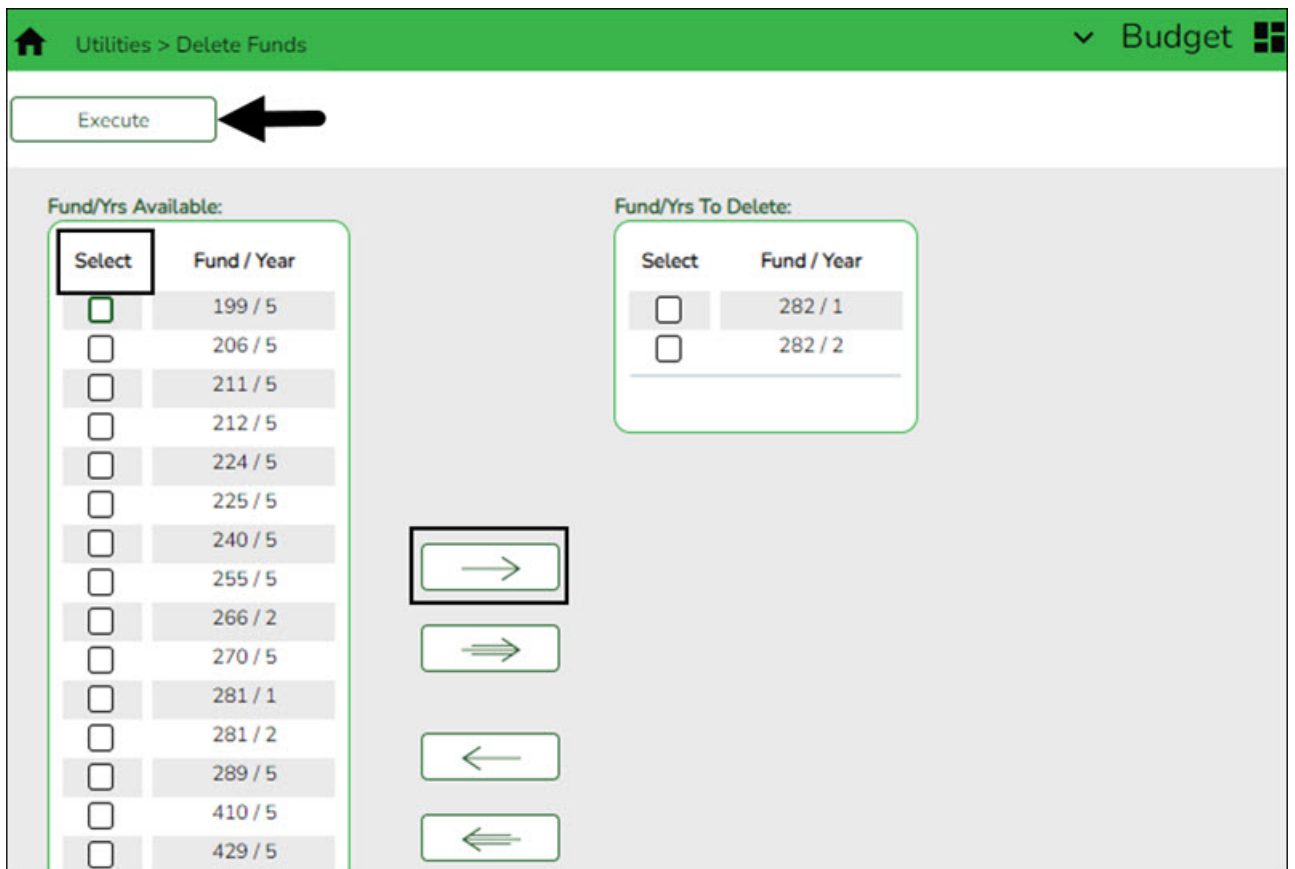 Utilities > Delete Funds
Budget
Execute
Fund/Yrs Available:
Select Fund / Year
199 / 5
206 / 5
211 / 5
212 / 5
224 / 5
225 / 5
240 / 5
255 / 5
266 / 2
270 / 5
281 / 1
281 / 2
289 / 5
410 / 5
429 / 5
Fund/Yrs To Delete:
Select Fund / Year
282 / 1
282 / 2